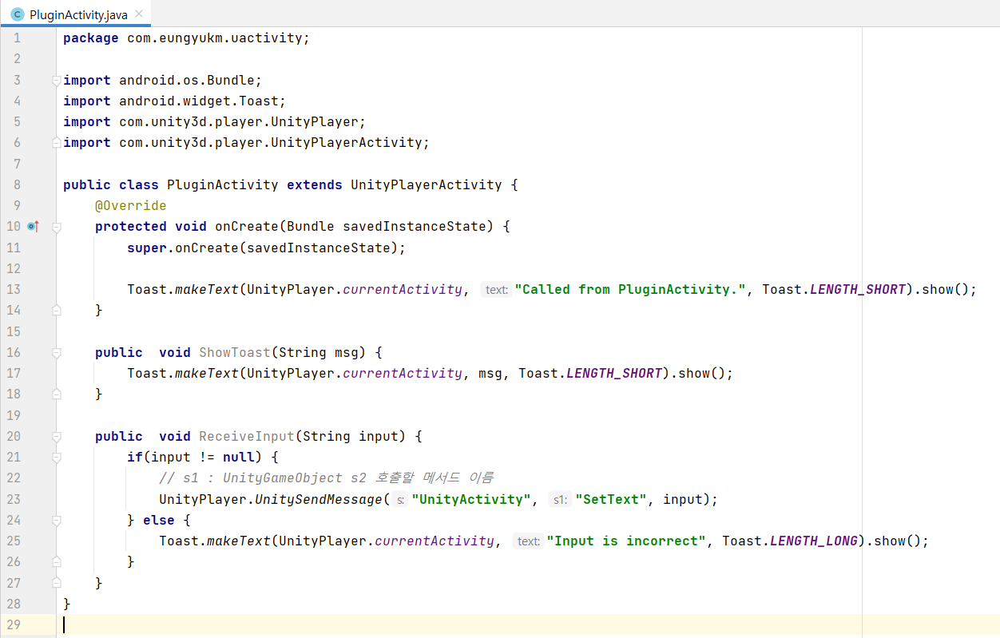 C PluginActivity.java ×
1 package com.eungyukm.uactivity;
2
3 import android.os.Bundle;
4 import android.widget.Toast;
5 import com.unity3d.player.UnityPlayer;
6 import com.unity3d.player.UnityPlayerActivity;
7
8 public class PluginActivity extends UnityPlayerActivity {
9     @Override
10     protected void onCreate(Bundle savedInstanceState) {
11         super.onCreate(savedInstanceState);
12
13         Toast.makeText(UnityPlayer.currentActivity, text: "Called from PluginActivity.", Toast.LENGTH_SHORT).show();
14     }
15
16     public  void ShowToast(String msg) {
17         Toast.makeText(UnityPlayer.currentActivity, msg, Toast.LENGTH_SHORT).show();
18     }
19
20     public  void ReceiveInput(String input) {
21         if(input != null) {
22             // s1 : UnityGameObject s2 호출할 메서드 이름
23             UnityPlayer.UnitySendMessage( s: "UnityActivity", s1: "SetText", input);
24         } else {
25             Toast.makeText(UnityPlayer.currentActivity, text: "Input is incorrect", Toast.LENGTH_LONG).show();
26         }
27     }
28 }
29